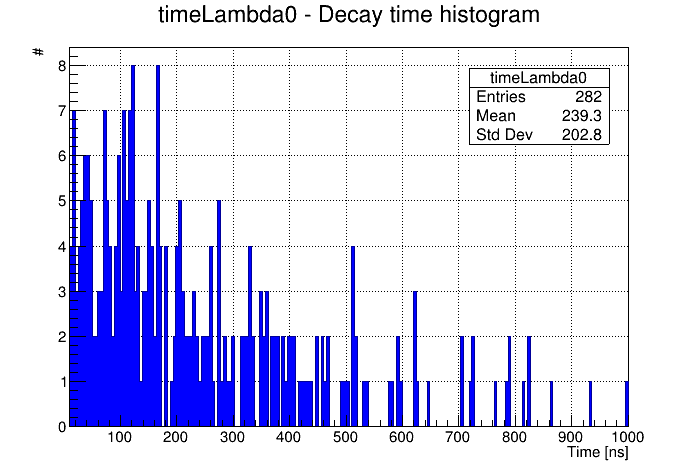 timeLambda0 - Decay time histogram
#
timeLambda0
Entries 282
Mean 239.3
Std Dev 202.8
8
7
6
5
4
3
2
1
0
100 200 300 400 500 600 700 800 900 1000
Time [ns]